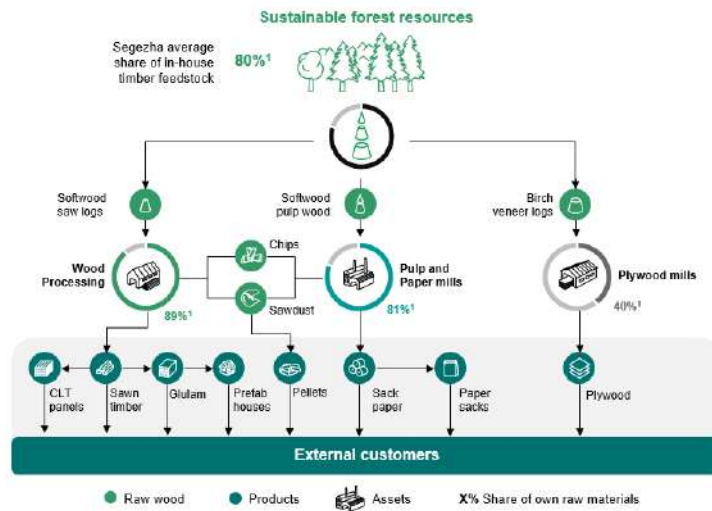 Sustainable forest resources
Segezha average
share of in-house
timber feedstock
80%¹
Softwood
saw logs
Softwood
pulp wood
Birch
veneer logs
Chips
Wood
Processing
89%¹
Sawdust
Pulp and
Paper mills
81%¹
Plywood mills
40%¹
CLT
panels
Sawn
timber
Glulam
Prefab
houses
Pellets
Sack
paper
Paper
sacks
Plywood
External customers
Raw wood
Products
Assets
X% Share of own raw materials